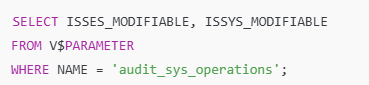 SELECT ISSES_MODIFIABLE, ISSYS_MODIFIABLE
FROM V$PARAMETER
WHERE NAME = 'audit_sys_operations';